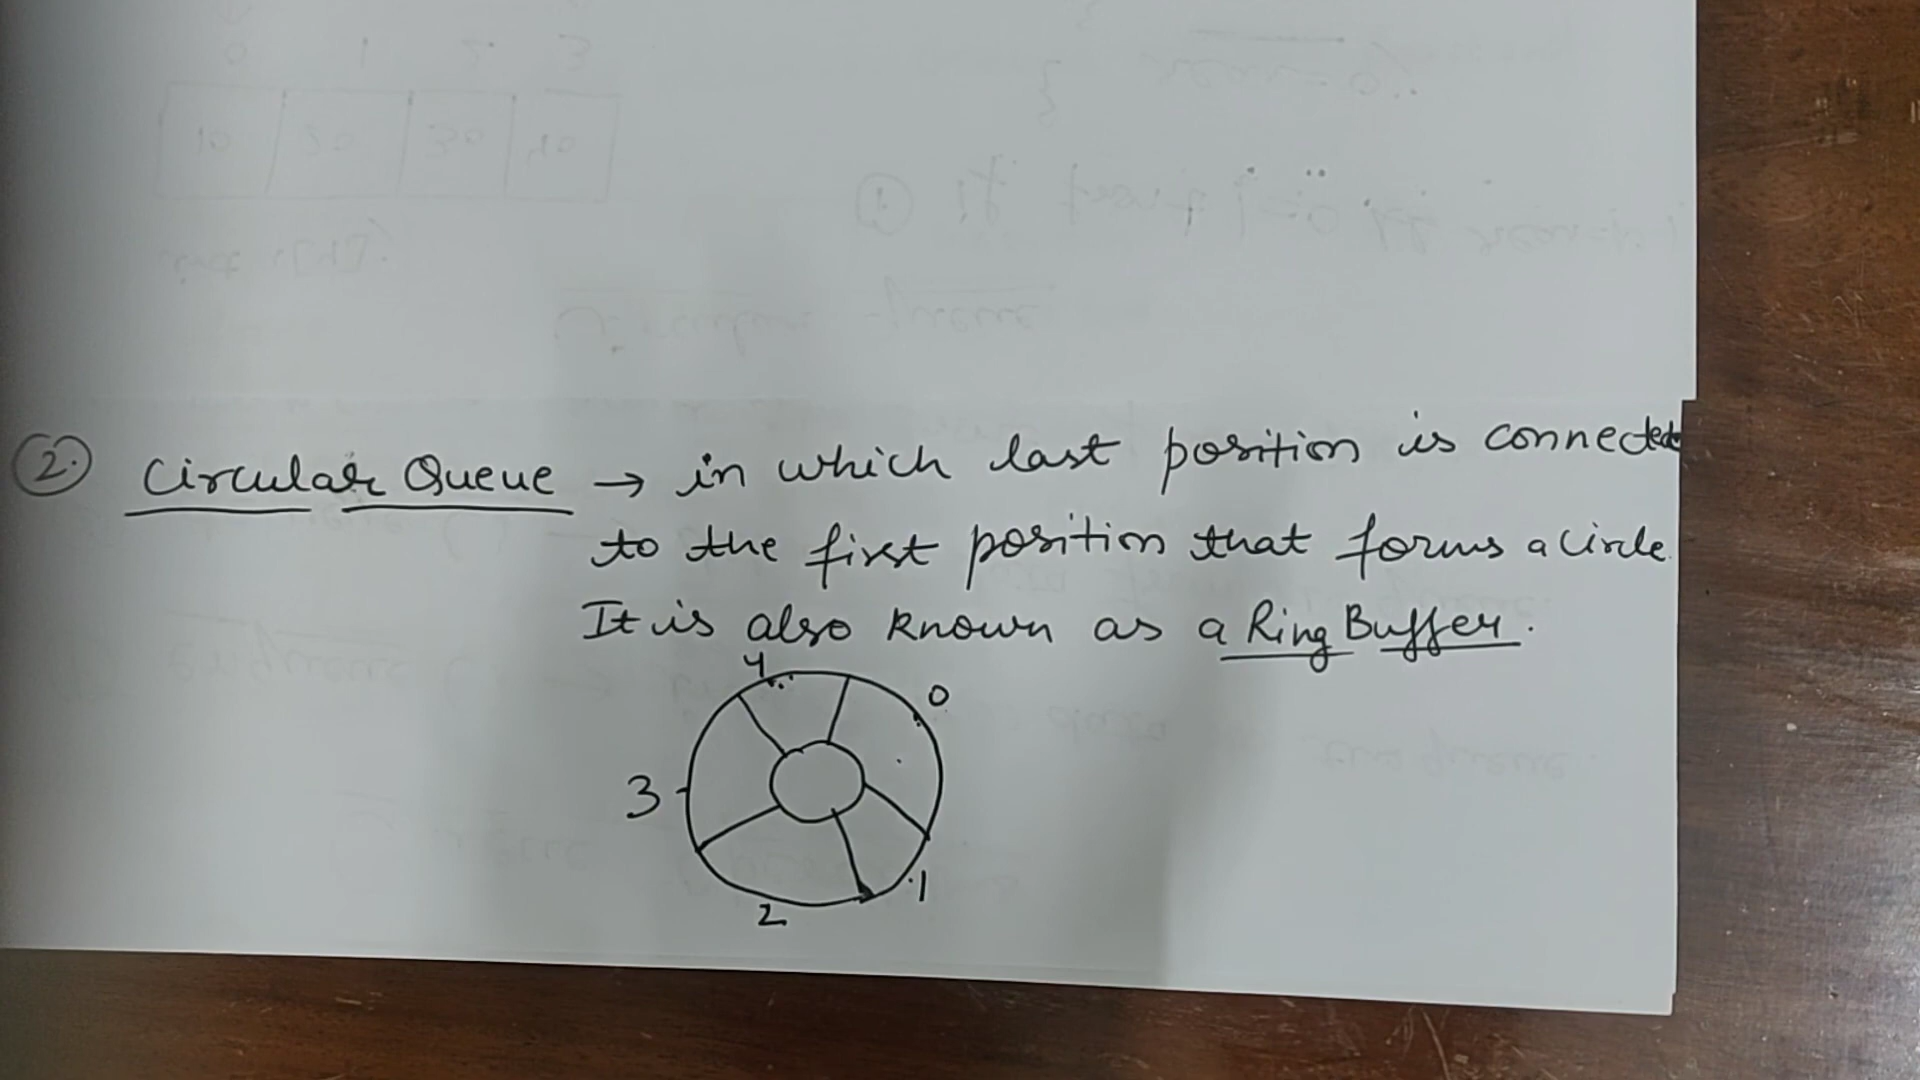 2. Circular Queue → in which last position is connected
to the first position that forms a circle.
It is also known as a Ring Buffer.
4
0
3
1
2